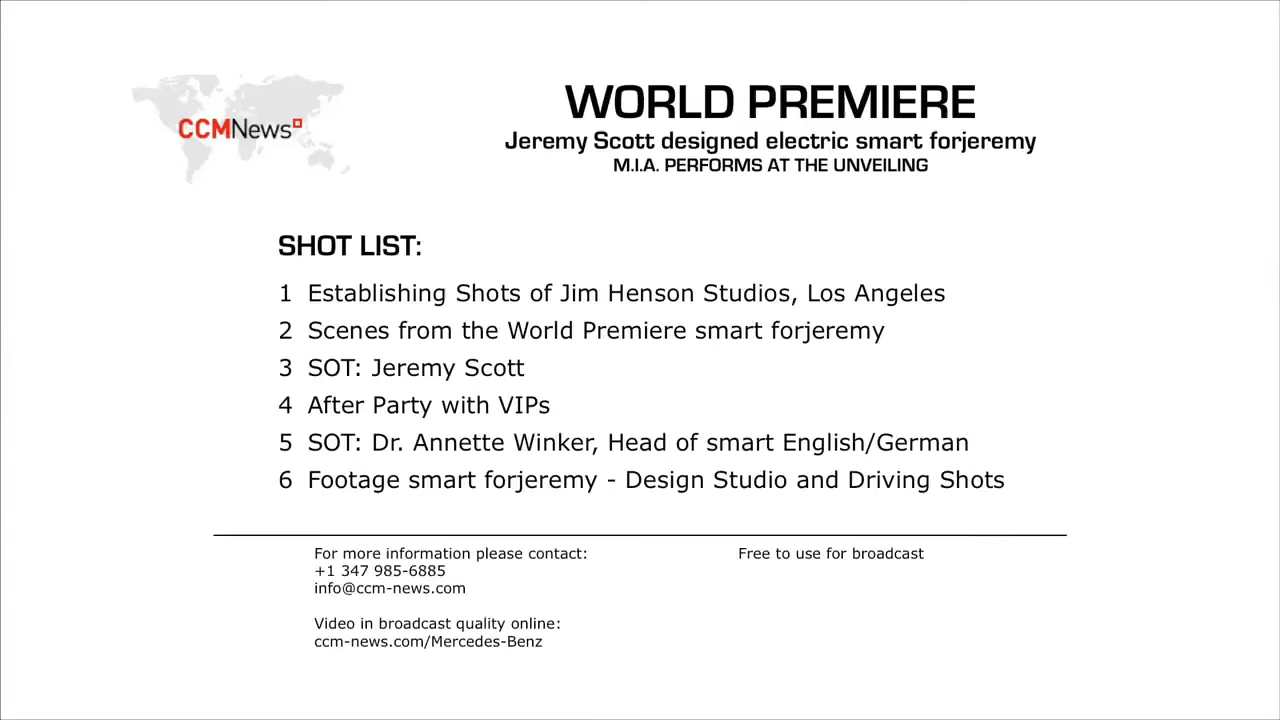 CCMNews
WORLD PREMIERE
Jeremy Scott designed electric smart forjeremy
M.I.A. PERFORMS AT THE UNVEILING
SHOT LIST:
1 Establishing Shots of Jim Henson Studios, Los Angeles
2 Scenes from the World Premiere smart forjeremy
3 SOT: Jeremy Scott
4 After Party with VIPs
5 SOT: Dr. Annette Winker, Head of smart English/German
6 Footage smart forjeremy - Design Studio and Driving Shots
For more information please contact:
+1 347 985-6885
info@ccm-news.com
Video in broadcast quality online:
ccm-news.com/Mercedes-Benz
Free to use for broadcast